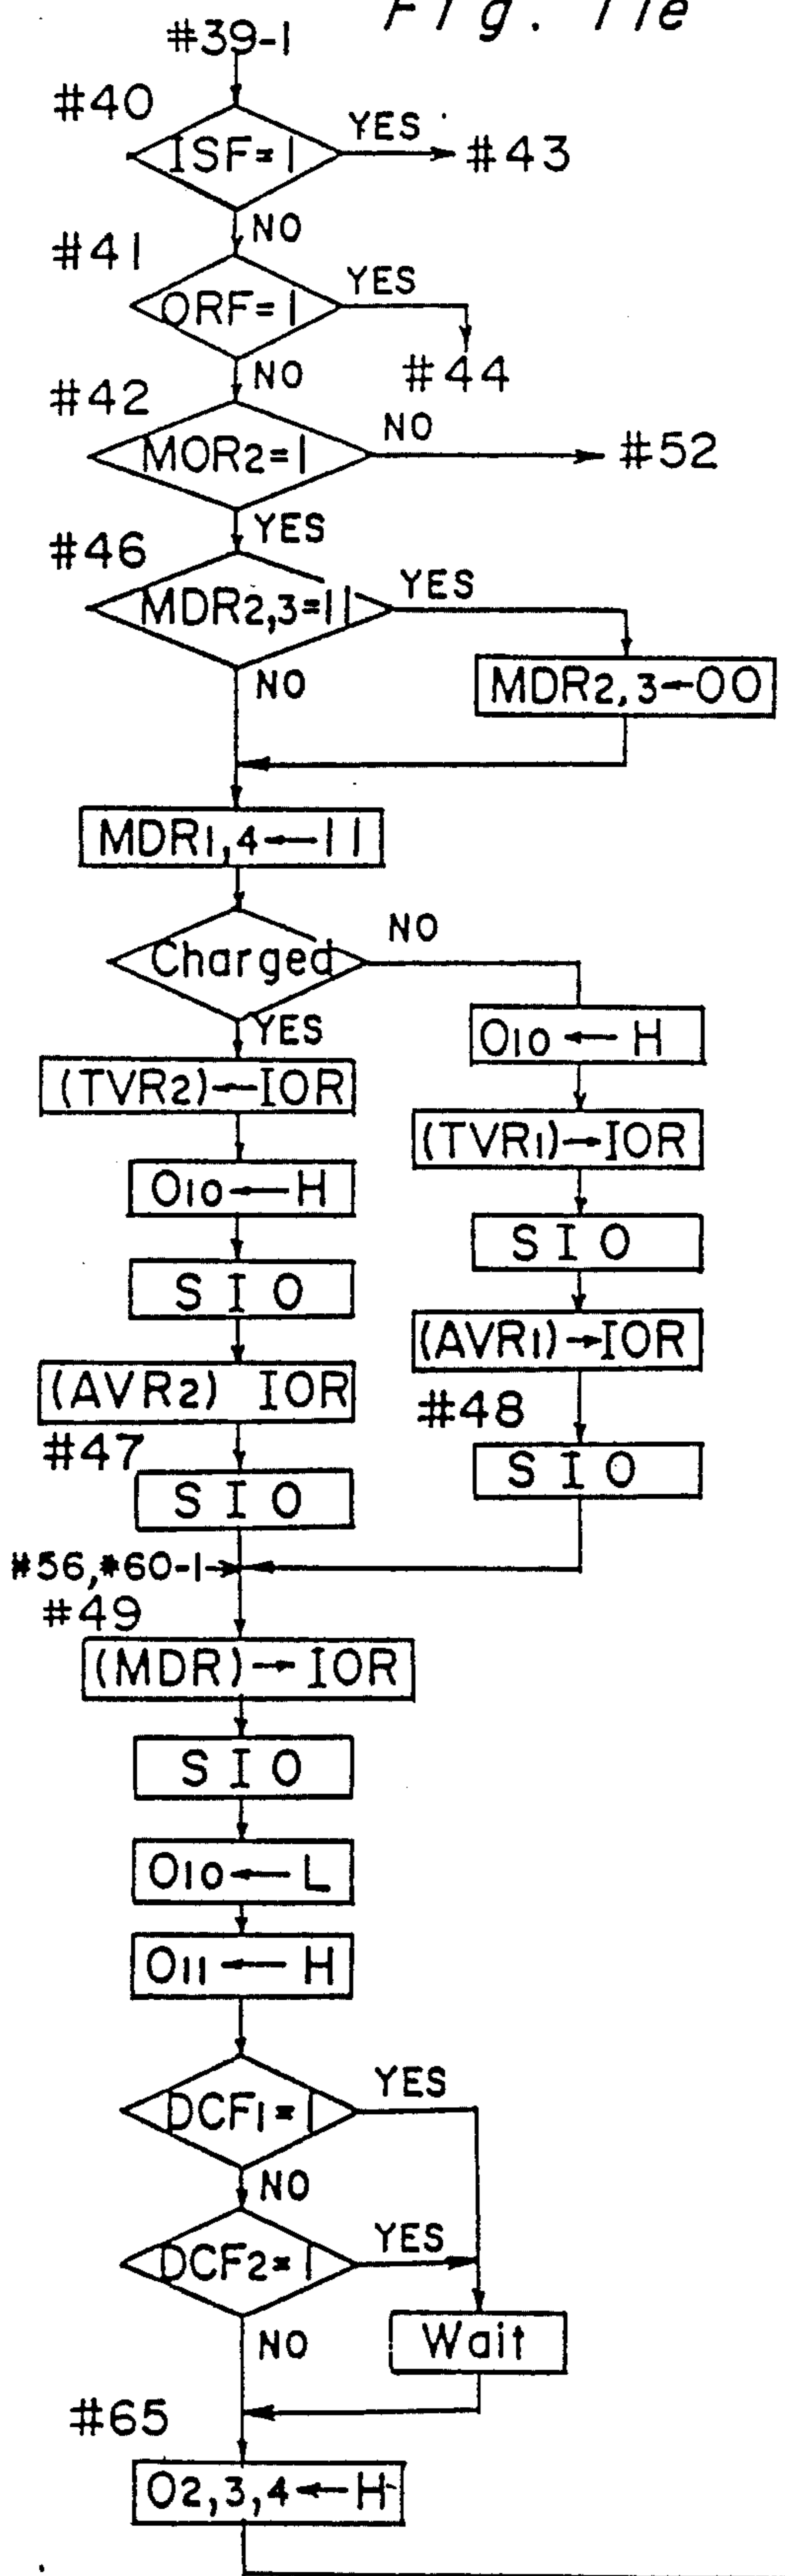 Fig. 11e
#39-1
#40
ISF=1
YES
#43
NO
#41
ORF=1
YES
#44
NO
#42
MOR2=1
NO
#52
YES
#46
MDR2,3=11
YES
MDR2,3←00
NO
MDR1,4←11
Charged
NO
YES
O10 ← H
(TVR2)←IOR
(TVR1)→IOR
O10 ← H
SIO
SIO
(AVR1)→IOR
(AVR2) IOR
#48
#47
SIO
SIO
#56,#60-1
#49
(MDR)→IOR
SIO
O10 ← L
O11 ← H
DCF1=1
YES
NO
DCF2=1
YES
NO
Wait
#65
O2,3,4←H